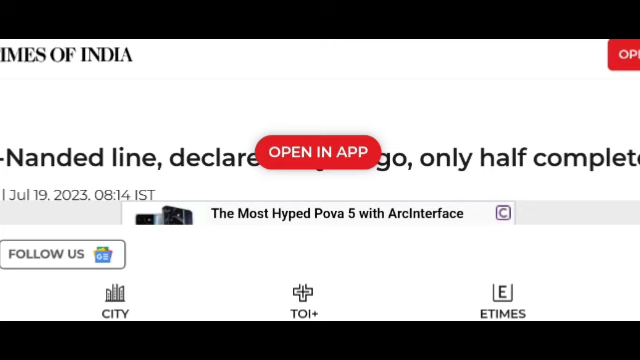 TIMES OF INDIA
OPE
OPEN IN APP
-Nanded line, declare go, only half complete
| Jul 19, 2023, 08:14 IST
The Most Hyped Pova 5 with ArcInterface
FOLLOW US
CITY
TOI+
ETIMES